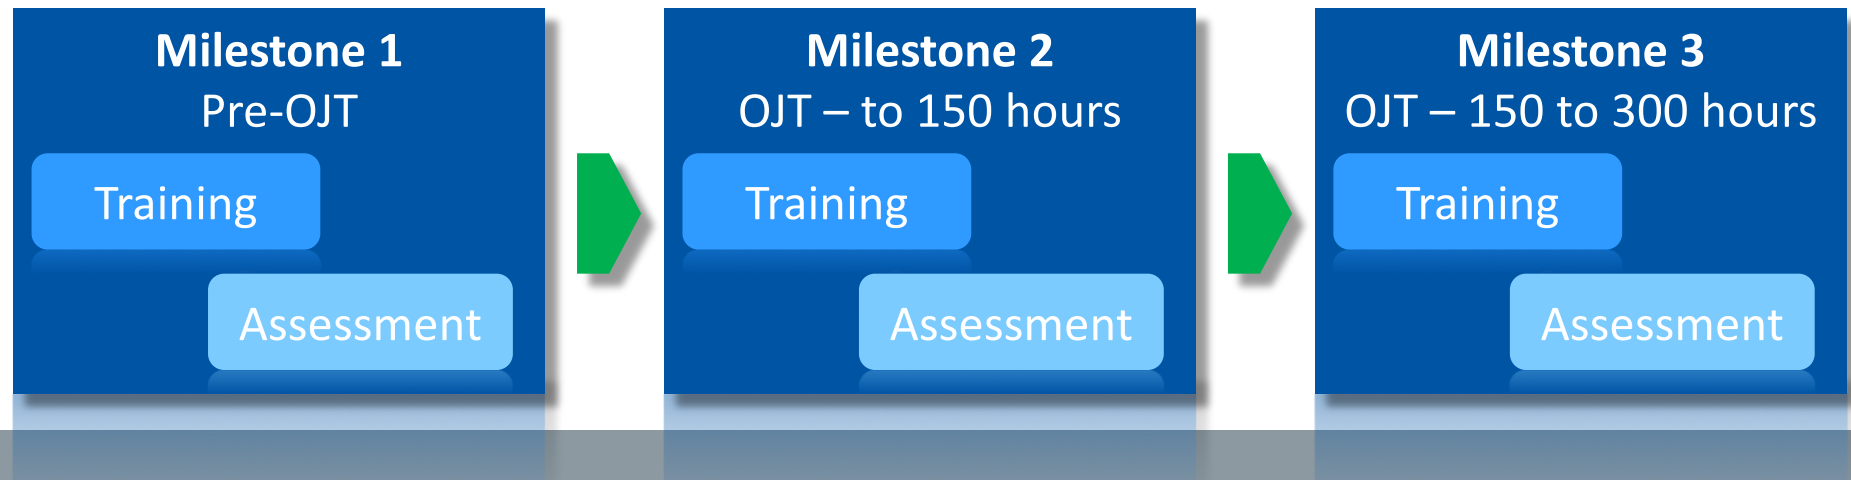 Milestone 1
Pre-OJT
Training
Assessment
Milestone 2
OJT – to 150 hours
Training
Assessment
Milestone 3
OJT – 150 to 300 hours
Training
Assessment